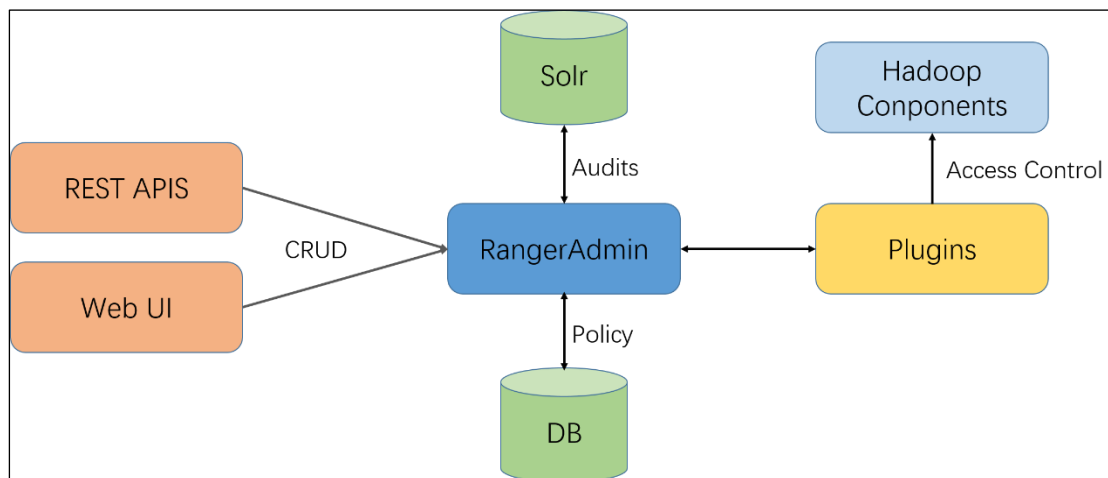 Solr
Hadoop
Conponents
Audits
Access Control
REST APIS
CRUD
RangerAdmin
Plugins
Web UI
Policy
DB